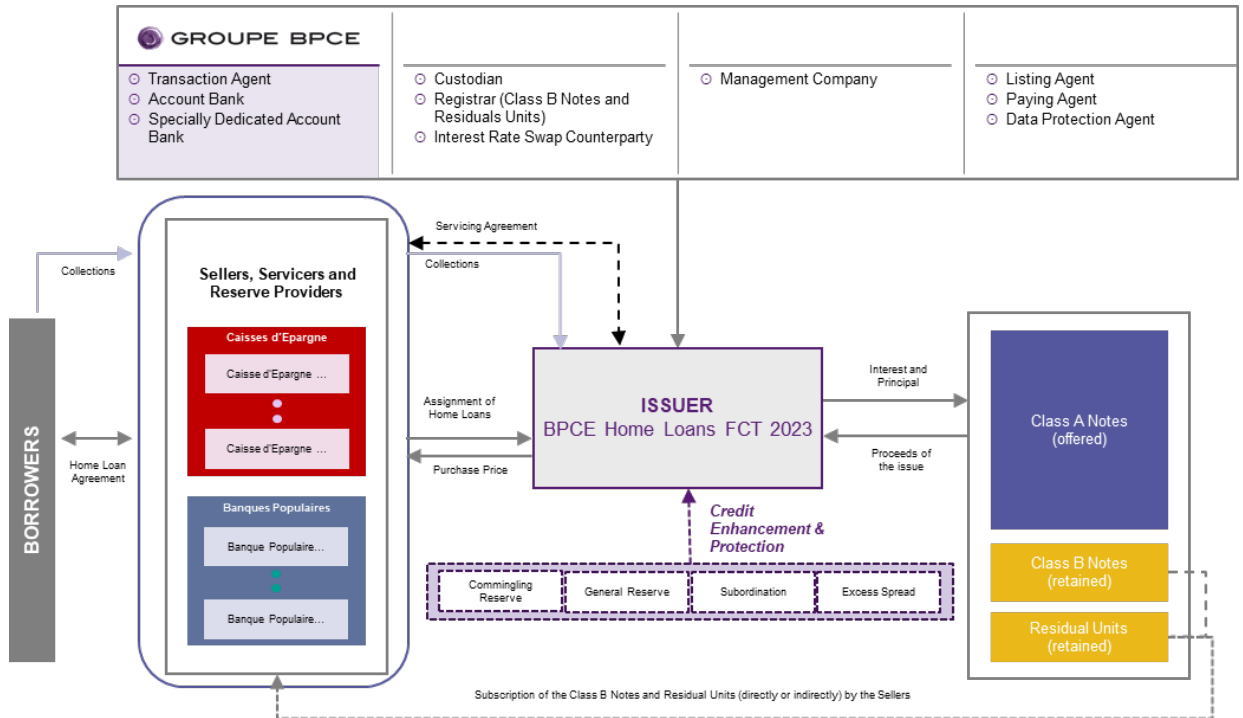 GROUPE BPCE
Transaction Agent
Account Bank
Specially Dedicated Account
Bank
Custodian
Registrar (Class B Notes and
Residuals Units)
Interest Rate Swap Counterparty
Management Company
Listing Agent
Paying Agent
Data Protection Agent
Servicing Agreement
Collections
Collections
Sellers, Servicers and
Reserve Providers
Caisses d'Epargne
Caisse d'Epargne …
Caisse d'Epargne …
Banques Populaires
Banque Populaire…
Banque Populaire…
BORROWERS
Home Loan
Agreement
Assignment of
Home Loans
Purchase Price
ISSUER
BPCE Home Loans FCT 2023
Interest and
Principal
Proceeds of
the issue
Class A Notes
(offered)
Class B Notes
(retained)
Residual Units
(retained)
Credit
Enhancement &
Protection
Commingling
Reserve
General Reserve
Subordination
Excess Spread
Subscription of the Class B Notes and Residual Units (directly or indirectly) by the Sellers